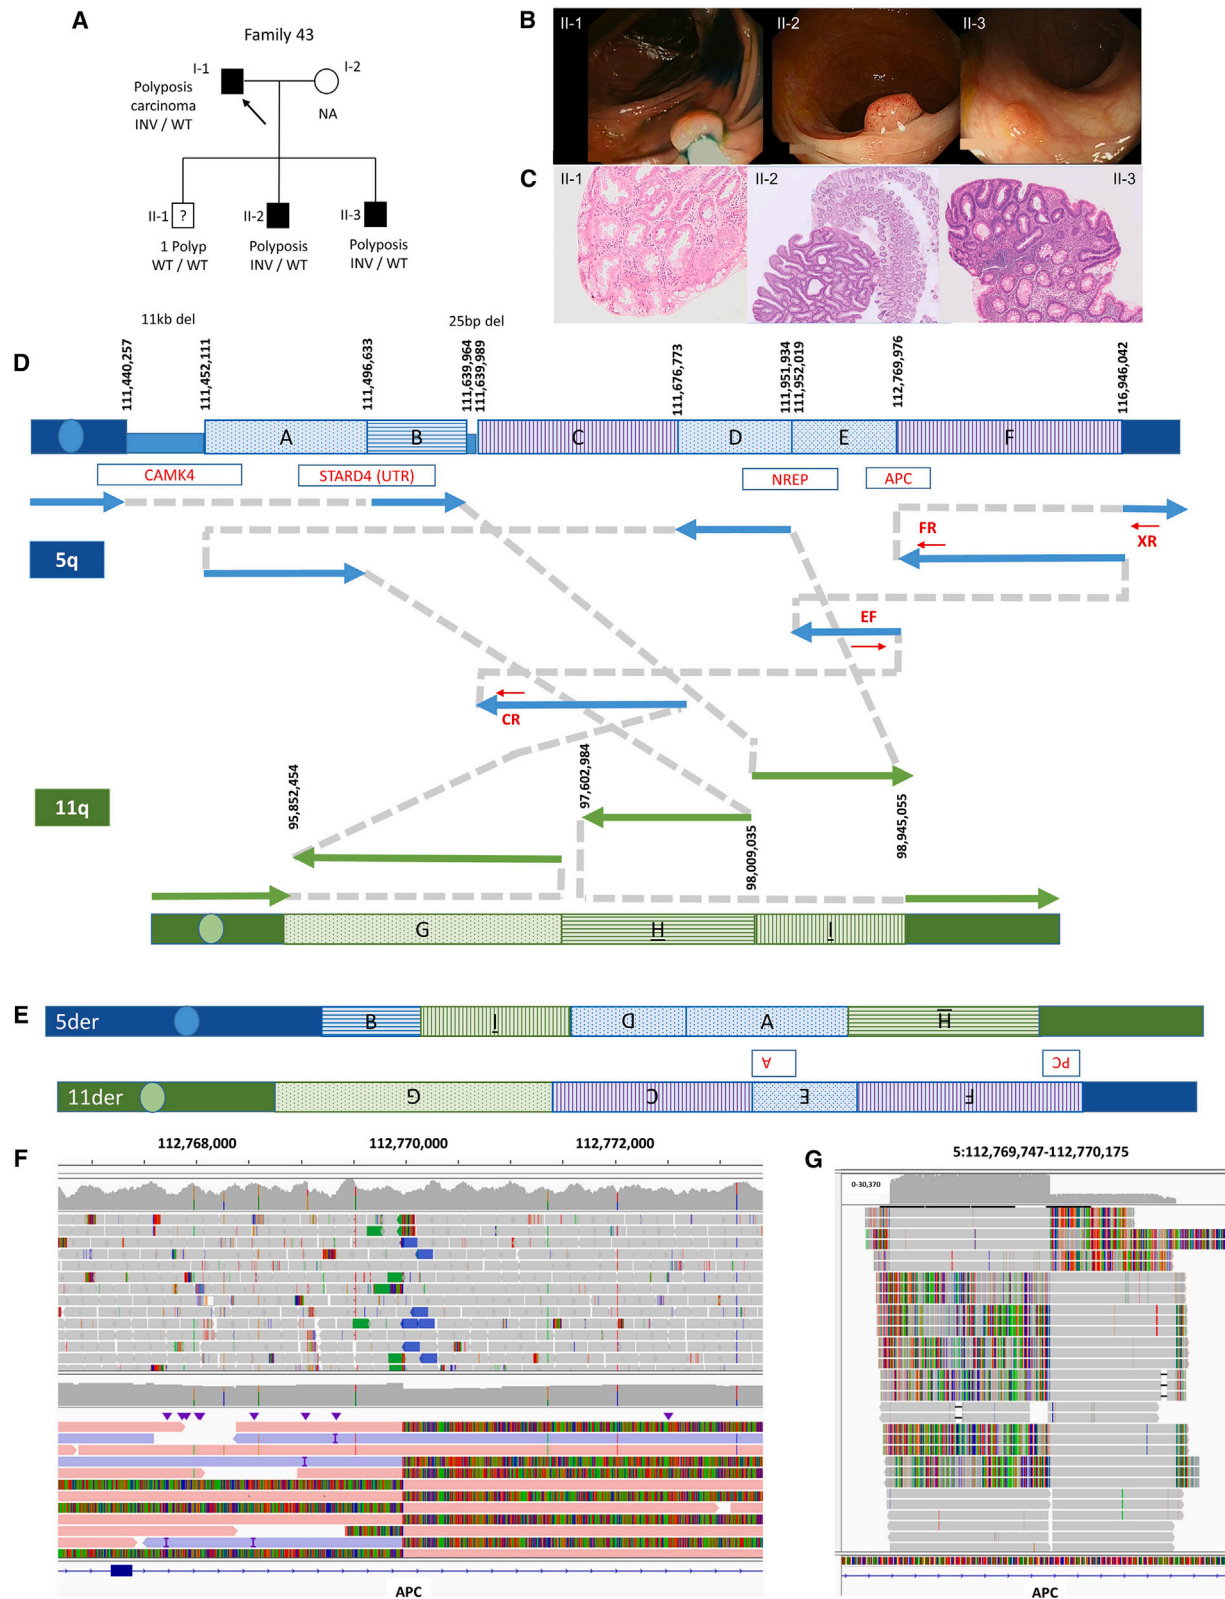 A
Family 43
I-1
I-2
Polyposis
carcinoma
INV / WT
NA
II-1
?
II-2
II-3
1 Polyp
WT / WT
Polyposis
INV / WT
Polyposis
INV / WT
B
II-1
II-2
II-3
C
II-1
II-2
II-3
D
11kb del
25bp del
111,440,257
111,452,111
111,496,633
111,639,964
111,639,989
111,676,773
111,951,934
111,952,019
112,769,976
116,946,042
A
B
C
D
E
F
CAMK4
STARD4 (UTR)
NREP
APC
5q
FR
XR
EF
CR
11q
95,852,454
97,602,984
98,009,035
98,945,055
G
H
I
E
5der
B
I
D
A
H
A
PC
11der
G
C
E
F
F
112,768,000
112,770,000
112,772,000
APC
G
5:112,769,747-112,770,175
0-30,370
APC